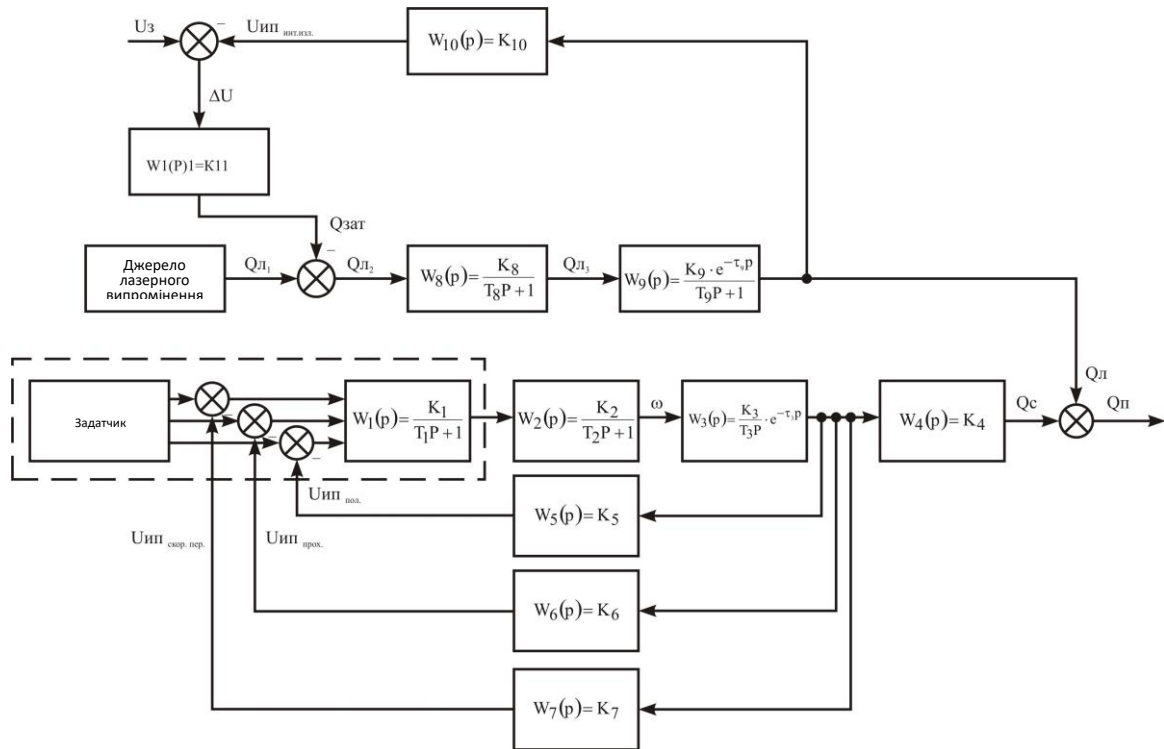 Uз
−
Uип инт.изл.
W₁₀(p)= K₁₀
ΔU
W1(P)1=K11
Qзат
−
Джерело
лазерного
випромінення
Qл₁
Qл₂
W₈(p)= K₈ / T₈P + 1
Qл₃
W₉(p)= K₉ · e^(−τ₉p) / T₉P + 1
Задатчик
−
−
−
W₁(p)= K₁ / T₁P + 1
W₂(p)= K₂ / T₂P + 1
ω
W₃(p)= K₃ / T₃P · e^(−τ₃p)
W₄(p)= K₄
Qс
Qл
Qп
Uип пол.
W₅(p)= K₅
Uип скор. пер.
Uип прох.
W₆(p)= K₆
W₇(p)= K₇